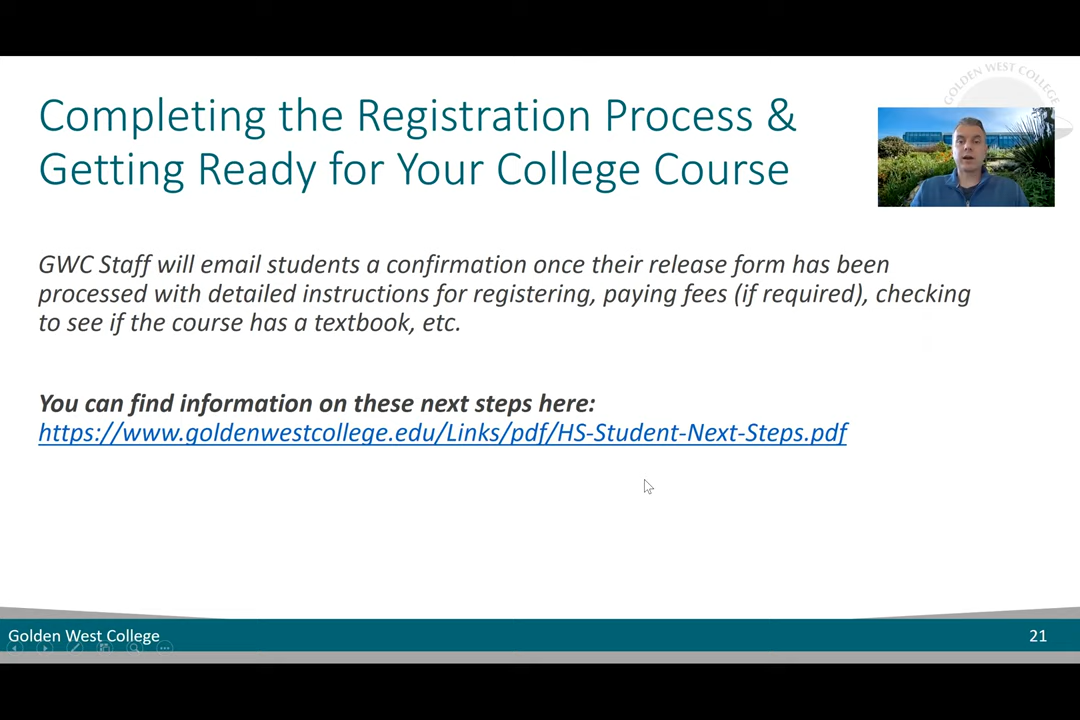 GOLDEN WEST COLLEGE
Completing the Registration Process &
Getting Ready for Your College Course
GWC Staff will email students a confirmation once their release form has been
processed with detailed instructions for registering, paying fees (if required), checking
to see if the course has a textbook, etc.
You can find information on these next steps here:
https://www.goldenwestcollege.edu/Links/pdf/HS-Student-Next-Steps.pdf
Golden West College
21